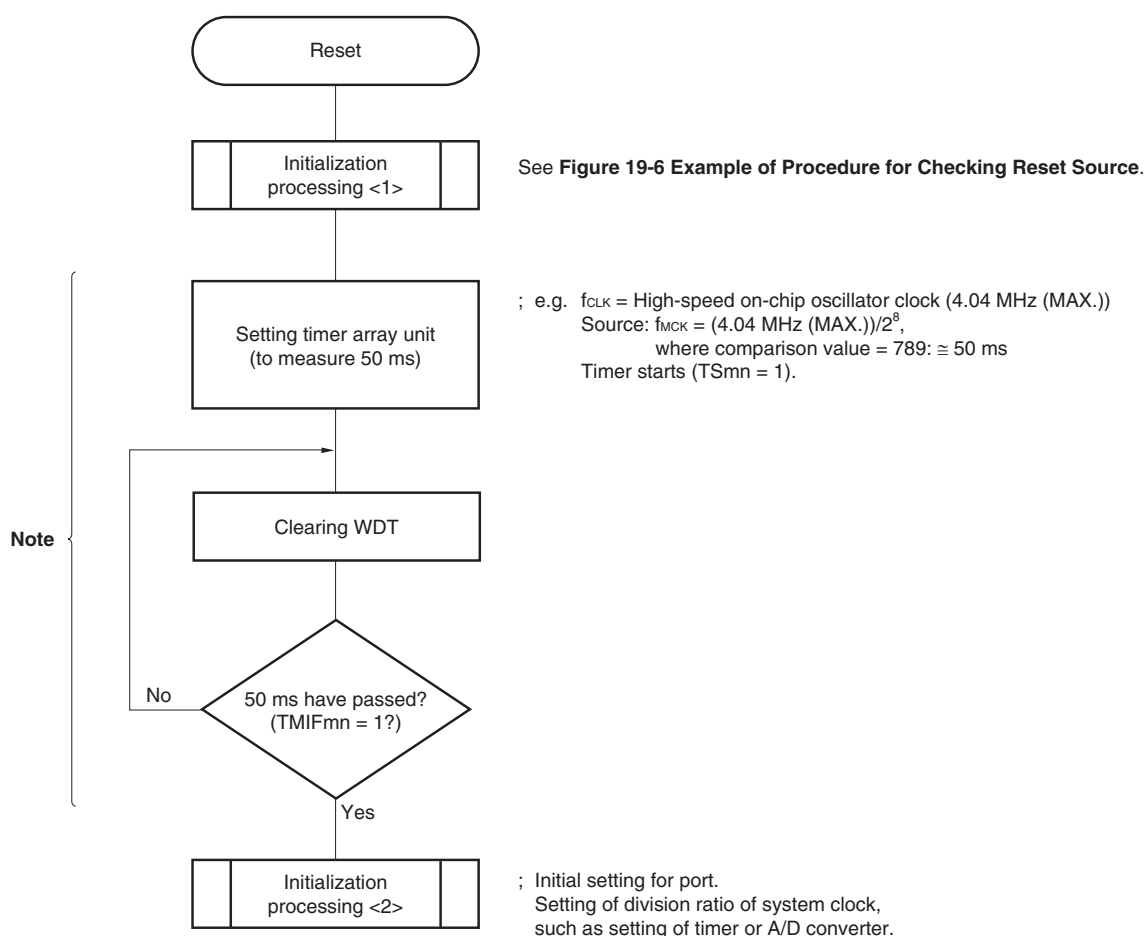 Reset
Initialization
processing <1>
See Figure 19-6 Example of Procedure for Checking Reset Source.
Setting timer array unit
(to measure 50 ms)
; e.g. fCLK = High-speed on-chip oscillator clock (4.04 MHz (MAX.))
Source: fMCK = (4.04 MHz (MAX.))/2⁸,
where comparison value = 789: ≅ 50 ms
Timer starts (TSmn = 1).
Clearing WDT
Note
No
50 ms have passed?
(TMIFmn = 1?)
Yes
Initialization
processing <2>
; Initial setting for port.
Setting of division ratio of system clock,
such as setting of timer or A/D converter.